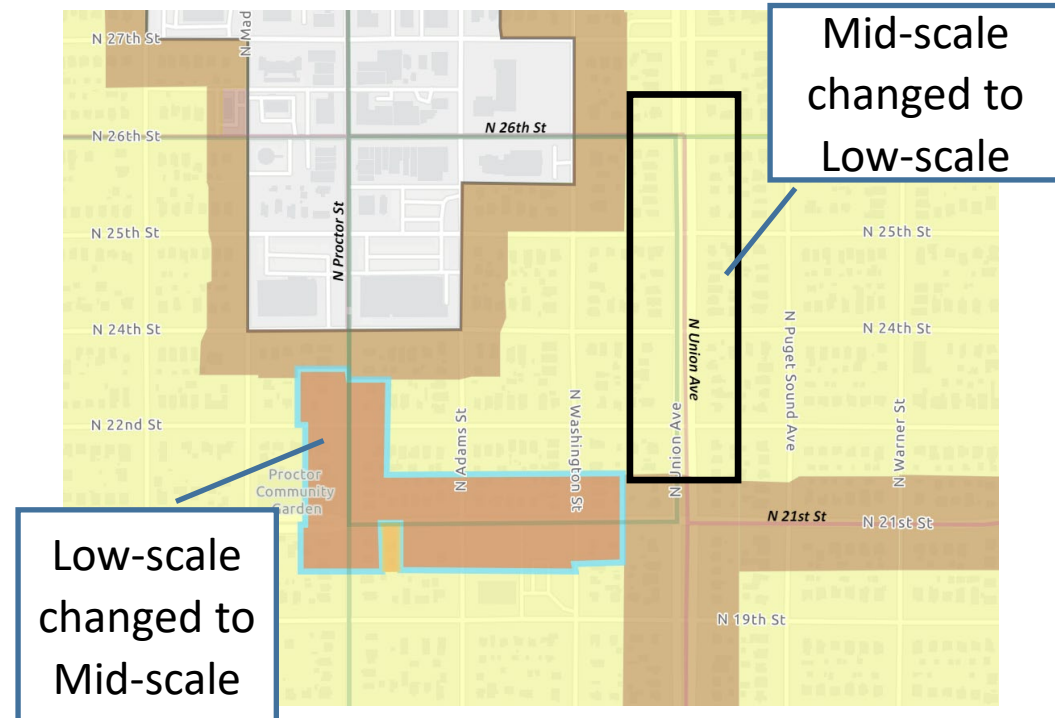 Mid-scale
changed to
Low-scale
N 27th St
N Mad
N 26th St
N 26th St
N Proctor St
N 25th St
N 25th St
N 24th St
N 24th St
N Union Ave
N Puget Sound Ave
N 22nd St
N Adams St
N Washington St
N Union Ave
N Warner St
Proctor
Community
Garden
N 21st St
N 21st St
N 19th St
Low-scale
changed to
Mid-scale